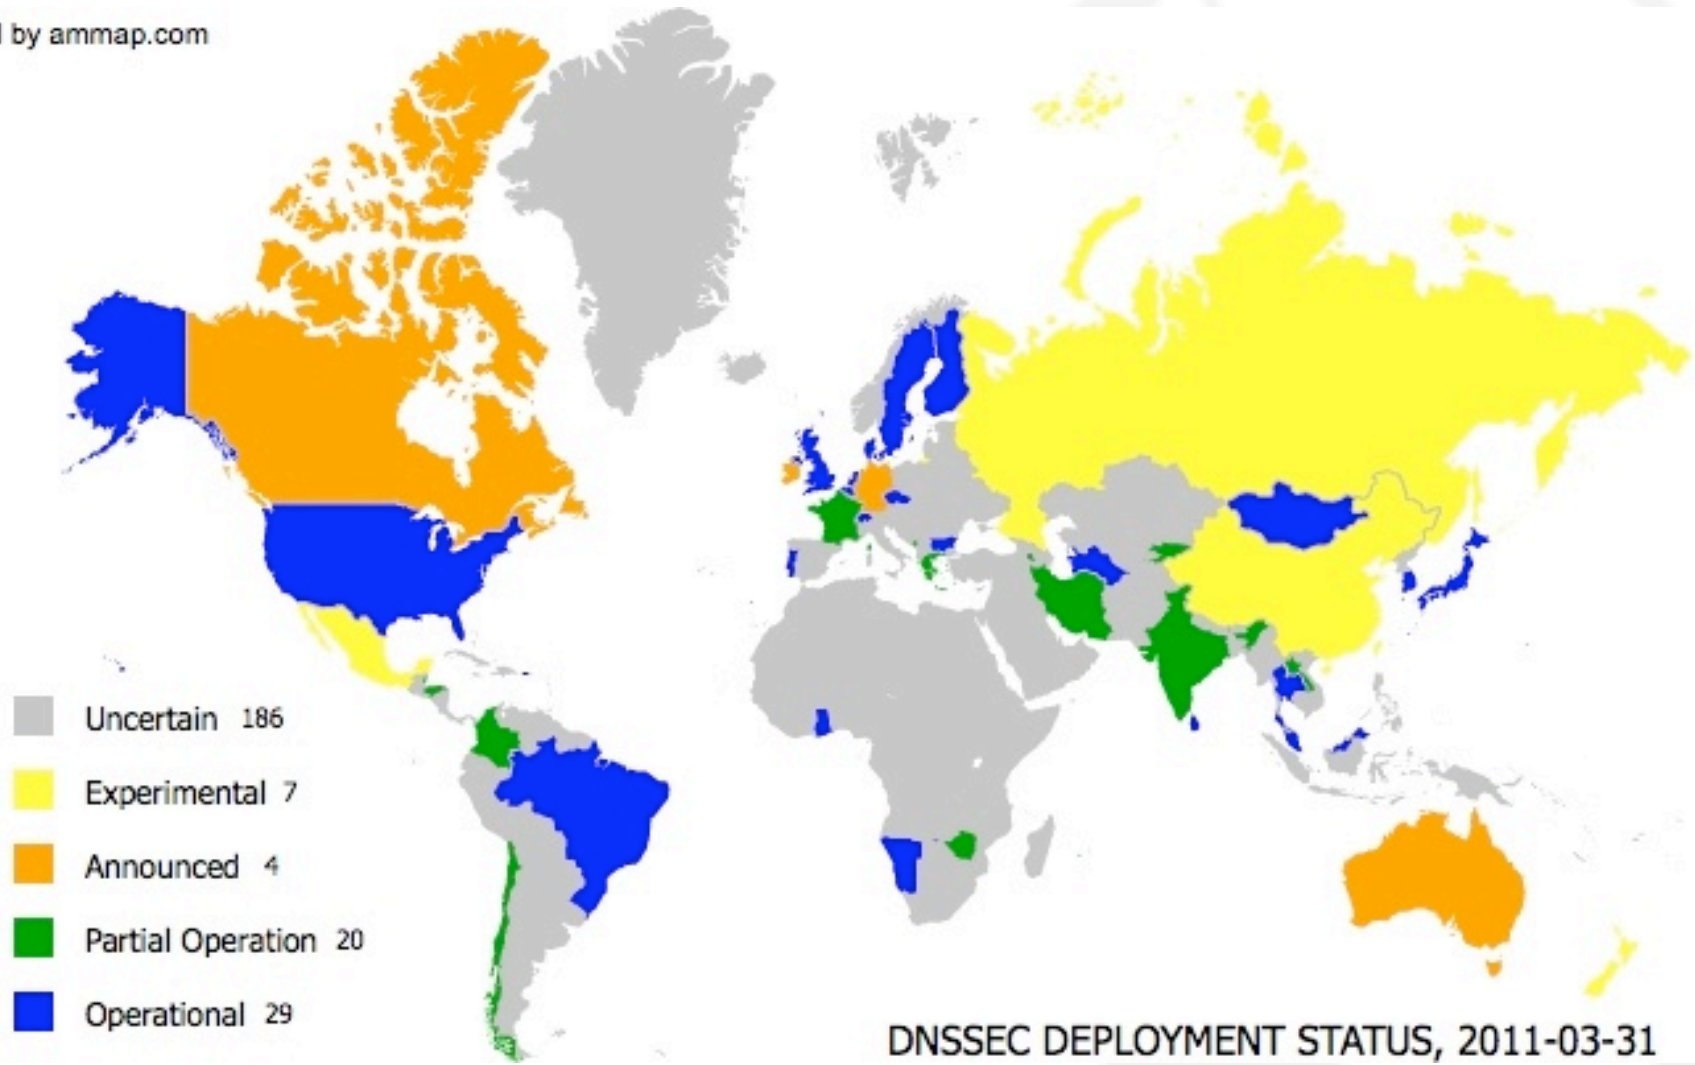 l by ammap.com
Uncertain 186
Experimental 7
Announced 4
Partial Operation 20
Operational 29
DNSSEC DEPLOYMENT STATUS, 2011-03-31